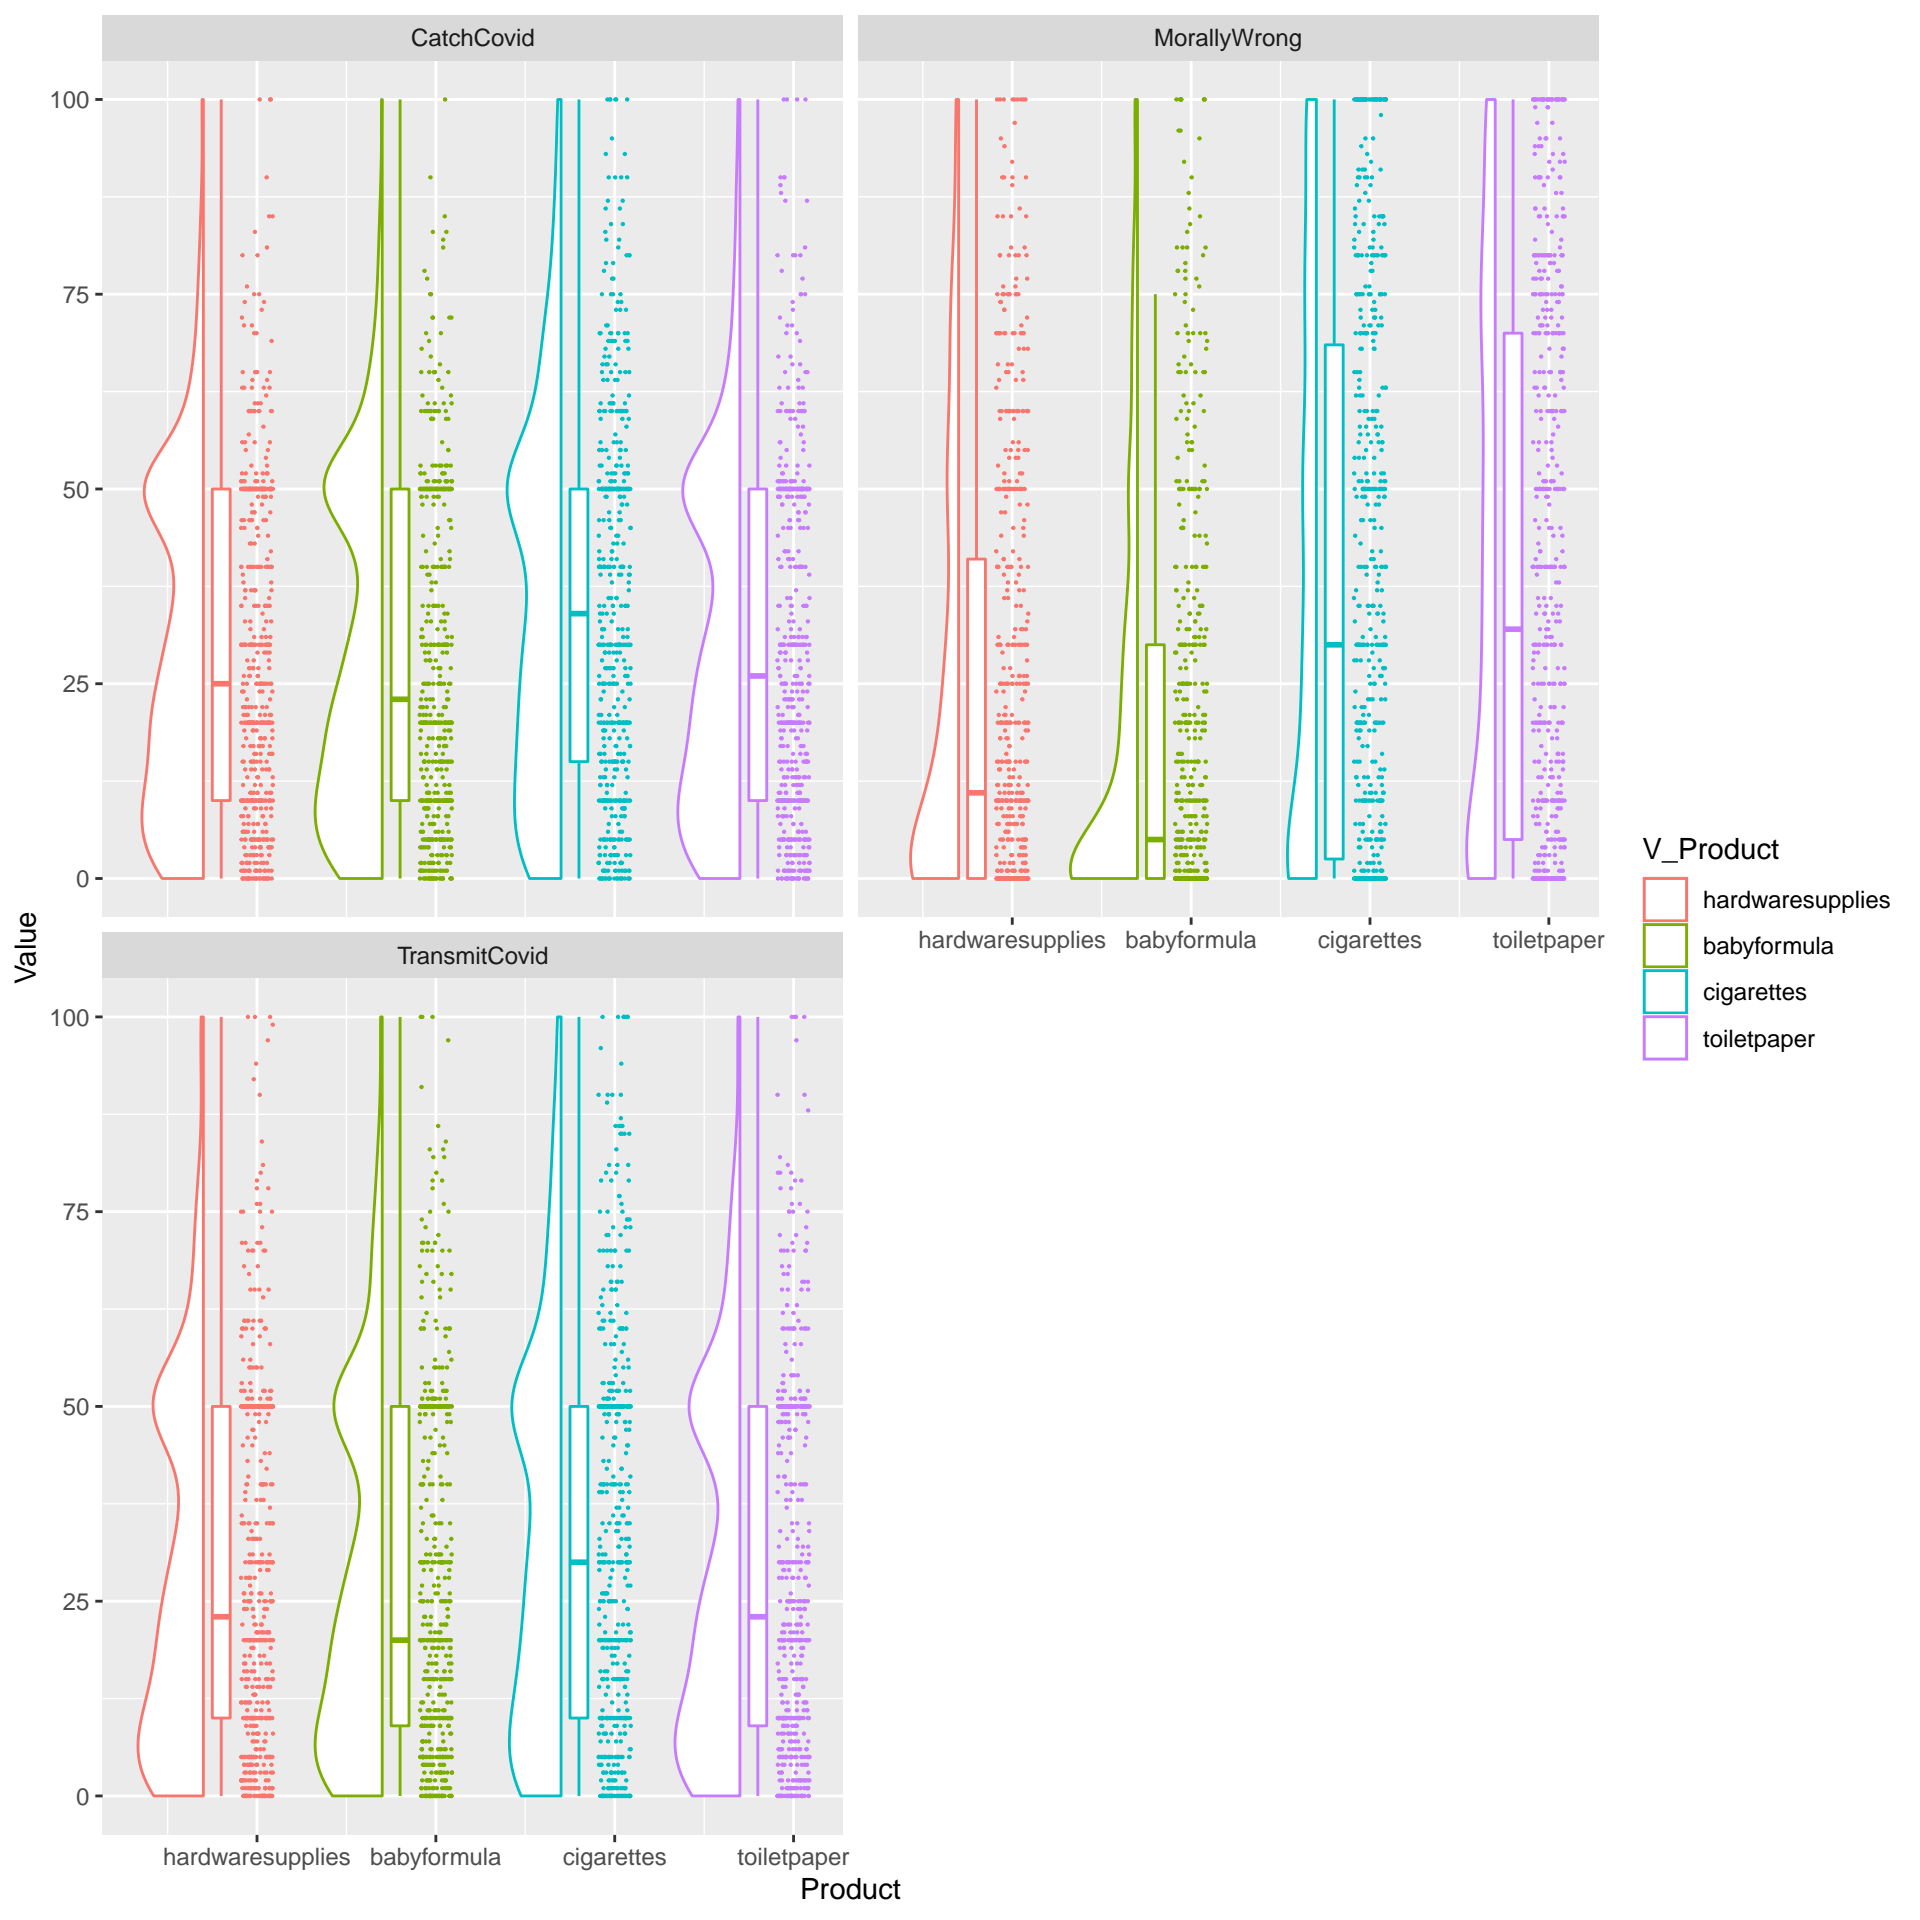 CatchCovid
MorallyWrong
100
75
50
25
0
hardwaresupplies babyformula cigarettes toiletpaper
TransmitCovid
100
75
50
25
0
hardwaresupplies babyformula cigarettes toiletpaper
Product
Value
V_Product
hardwaresupplies
babyformula
cigarettes
toiletpaper